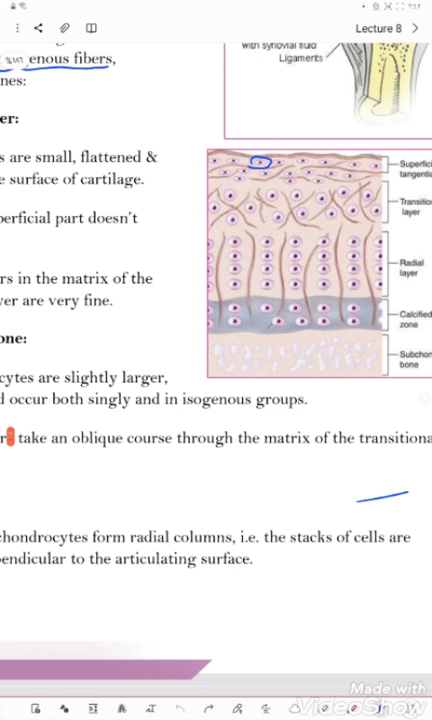 Lecture 8
with synovial fluid
Ligaments
enous fibers,
nes:
er:
s are small, flattened &
e surface of cartilage.
perficial part doesn't
rs in the matrix of the
yer are very fine.
one:
cytes are slightly larger,
d occur both singly and in isogenous groups.
r take an oblique course through the matrix of the transitiona
chondrocytes form radial columns, i.e. the stacks of cells are
pendicular to the articulating surface.
Superfici
tangentia
Transition
layer
Radial
layer
Calcified
zone
Subchon
bone
Made with
VideoShow